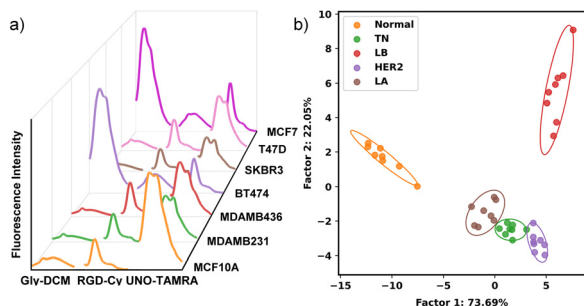 a)
Fluorescence Intensity
MCF7
T47D
SKBR3
BT474
MDAMB436
MDAMB231
MCF10A
Gly-DCM RGD-Cy UNO-TAMRA
b)
Normal
TN
LB
HER2
LA
Factor 2: 22.05%
10
8
6
4
2
0
−2
−4
−15 −10 −5 0 5
Factor 1: 73.69%